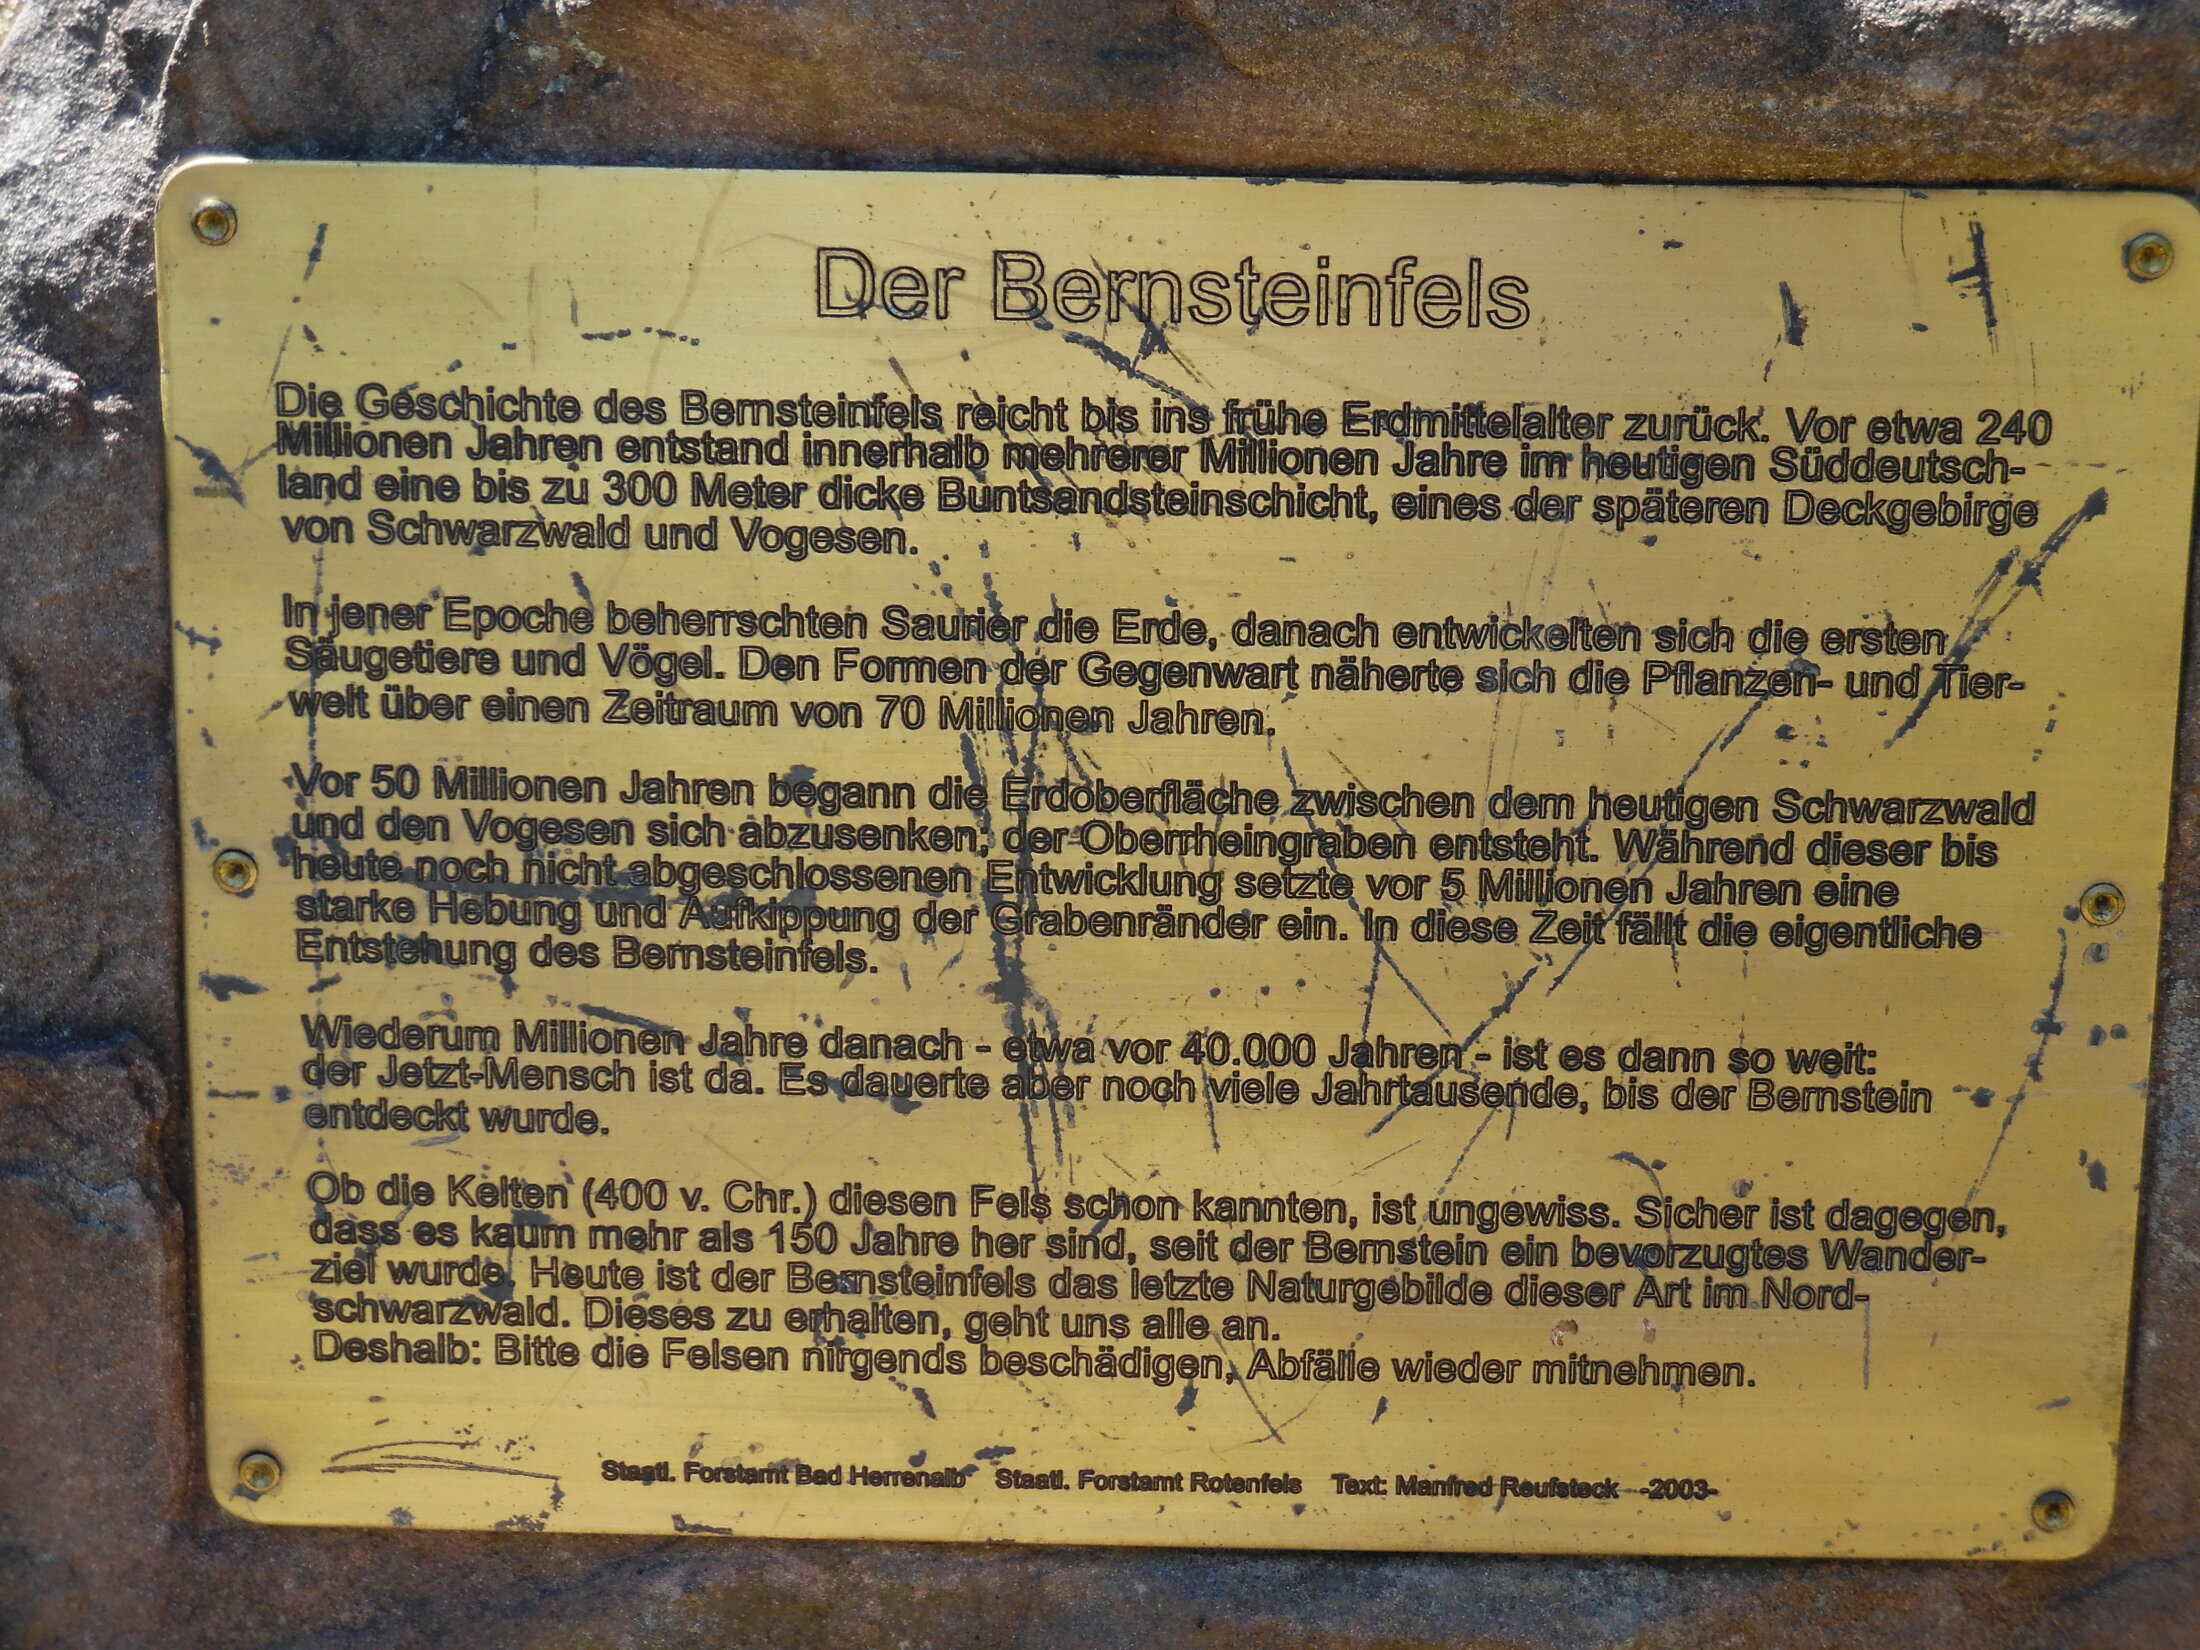 Der Bernsteinfels
Die Geschichte des Bernsteinfels reicht bis ins frühe Erdmittelalter zurück. Vor etwa 240
Millionen Jahren entstand innerhalb mehrerer Millionen Jahre im heutigen Süddeutsch-
land eine bis zu 300 Meter dicke Buntsandsteinschicht, eines der späteren Deckgebirge
von Schwarzwald und Vogesen.
In jener Epoche beherrschten Saurier die Erde, danach entwickelten sich die ersten
Säugetiere und Vögel. Den Formen der Gegenwart näherte sich die Pflanzen- und Tier-
welt über einen Zeitraum von 70 Millionen Jahren.
Vor 50 Millionen Jahren begann die Erdoberfläche zwischen dem heutigen Schwarzwald
und den Vogesen sich abzusenken; der Oberrheingraben entsteht. Während dieser bis
heute noch nicht abgeschlossenen Entwicklung setzte vor 5 Millionen Jahren eine
starke Hebung und Aufkippung der Grabenränder ein. In diese Zeit fällt die eigentliche
Entstehung des Bernsteinfels.
Wiederum Millionen Jahre danach - etwa vor 40.000 Jahren - ist es dann so weit:
der Jetzt-Mensch ist da. Es dauerte aber noch viele Jahrtausende, bis der Bernstein
entdeckt wurde.
Ob die Kelten (400 v. Chr.) diesen Fels schon kannten, ist ungewiss. Sicher ist dagegen,
dass es kaum mehr als 150 Jahre her sind, seit der Bernstein ein bevorzugtes Wander-
ziel wurde. Heute ist der Bernsteinfels das letzte Naturgebilde dieser Art im Nord-
schwarzwald. Dieses zu erhalten, geht uns alle an.
Deshalb: Bitte die Felsen nirgends beschädigen, Abfälle wieder mitnehmen.
Staatl. Forstamt Bad Herrenalb Staatl. Forstamt Rotenfels Text: Manfred Reufsteck -2003-